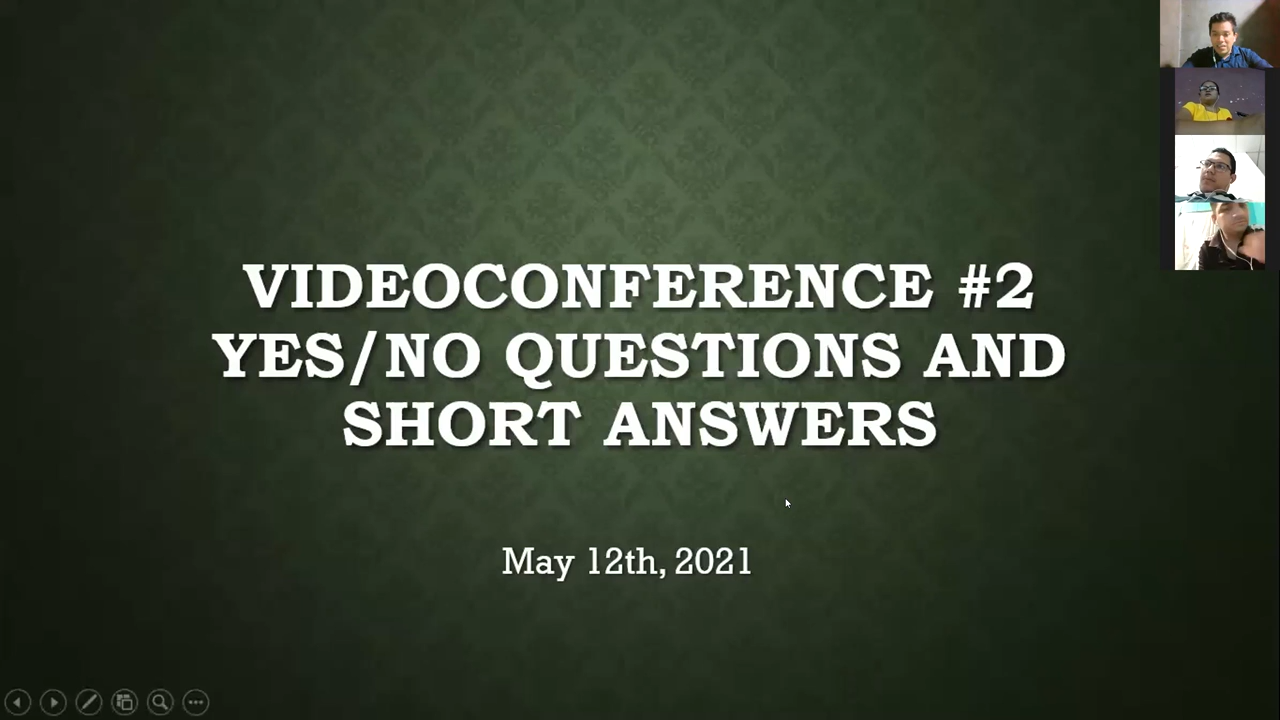 VIDEOCONFERENCE #2
YES/NO QUESTIONS AND
SHORT ANSWERS
May 12th, 2021